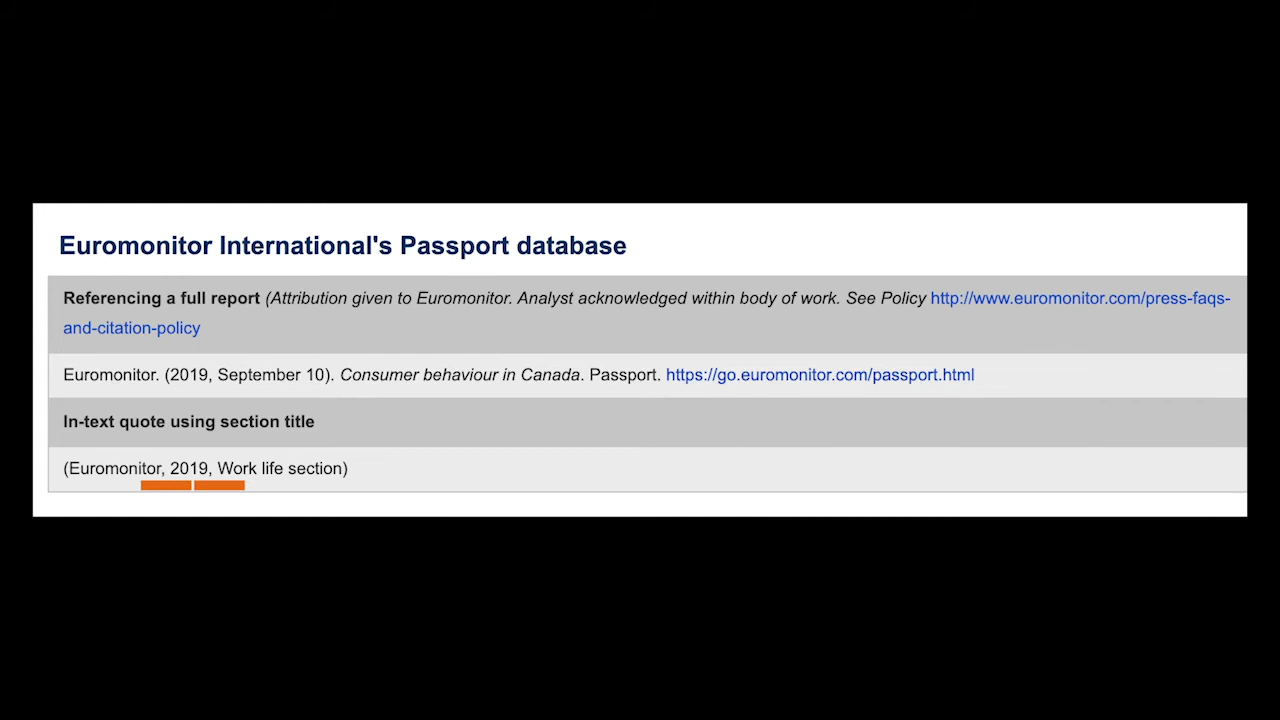 Euromonitor International's Passport database
Referencing a full report (Attribution given to Euromonitor. Analyst acknowledged within body of work. See Policy http://www.euromonitor.com/press-faqs-
and-citation-policy
Euromonitor. (2019, September 10). Consumer behaviour in Canada. Passport. https://go.euromonitor.com/passport.html
In-text quote using section title
(Euromonitor, 2019, Work life section)